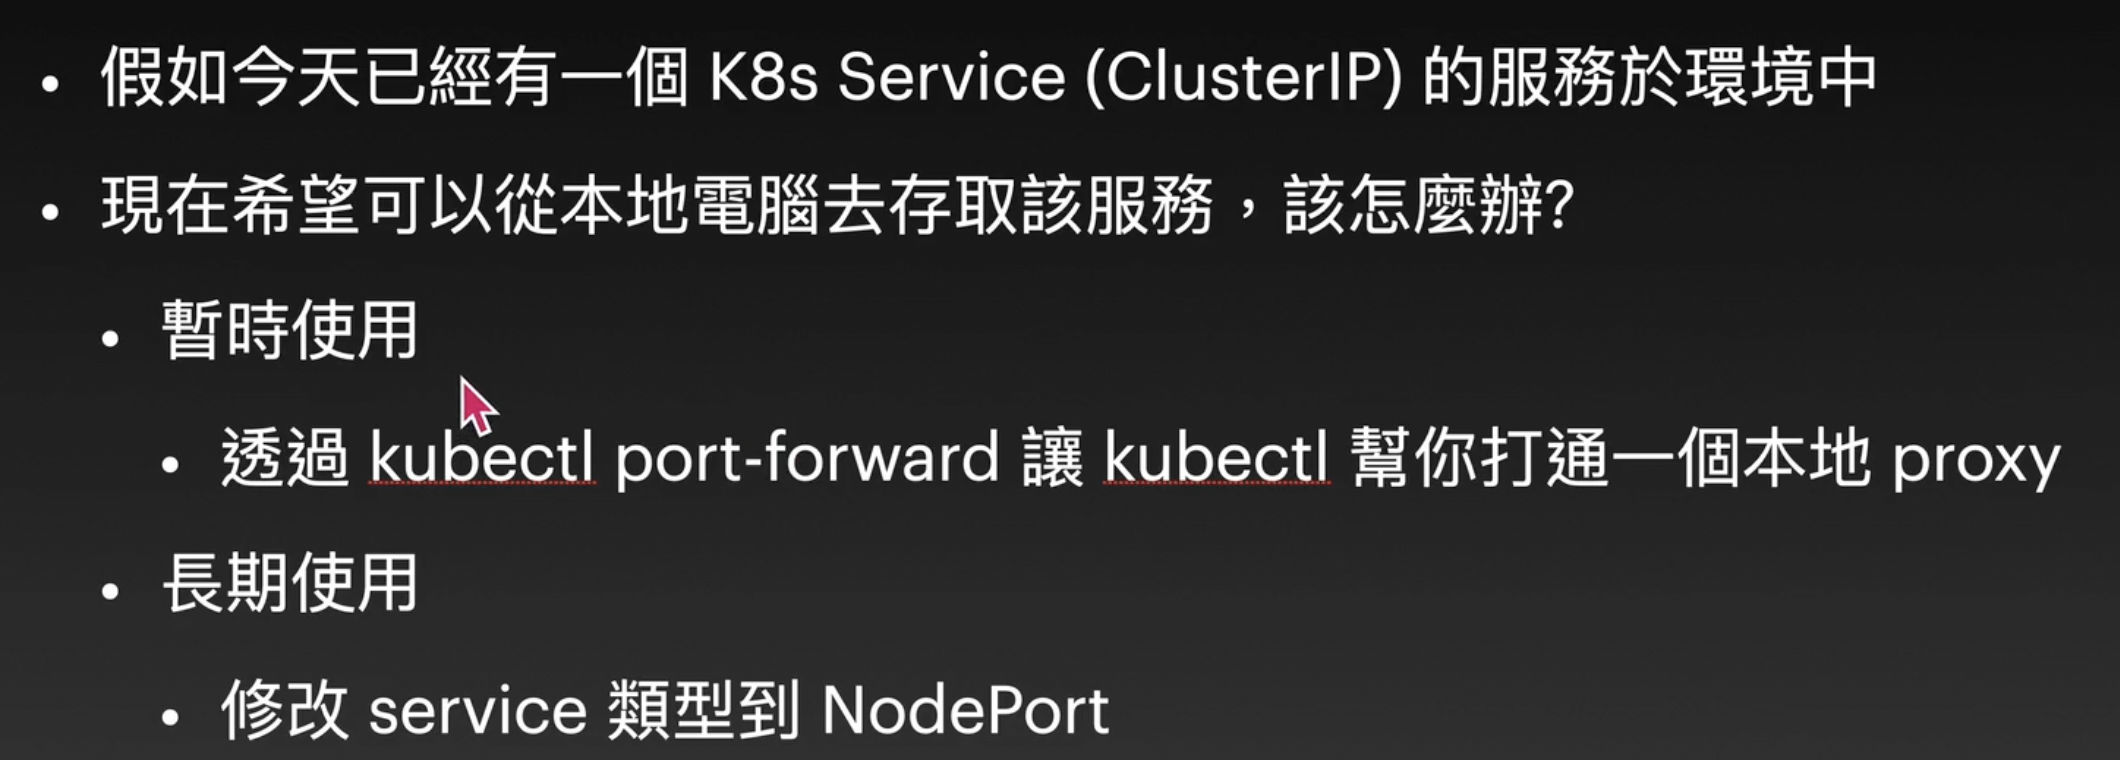 • 假如今天已經有一個 K8s Service (ClusterIP) 的服務於環境中
• 現在希望可以從本地電腦去存取該服務，該怎麼辦?
• 暫時使用
• 透過 kubectl port-forward 讓 kubectl 幫你打通一個本地 proxy
• 長期使用
• 修改 service 類型到 NodePort